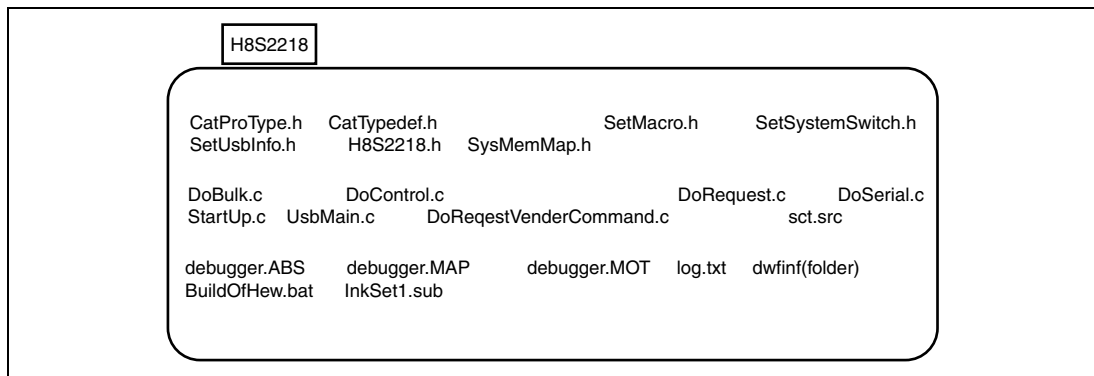 H8S2218
CatProType.h CatTypedef.h SetMacro.h SetSystemSwitch.h
SetUsbInfo.h H8S2218.h SysMemMap.h
DoBulk.c DoControl.c DoRequest.c DoSerial.c
StartUp.c UsbMain.c DoReqestVenderCommand.c sct.src
debugger.ABS debugger.MAP debugger.MOT log.txt dwfinf(folder)
BuildOfHew.bat InkSet1.sub